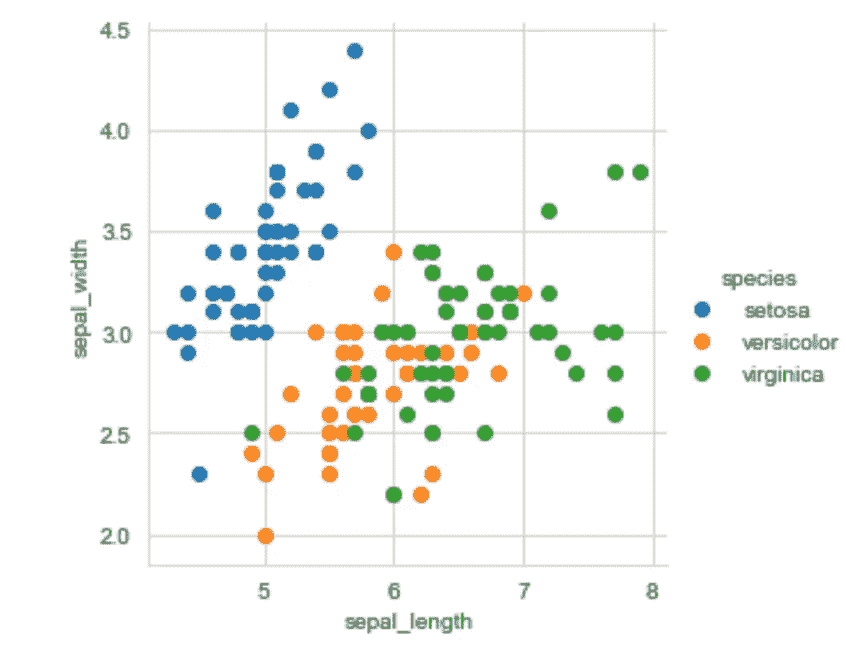 4.5
4.0
3.5
3.0
2.5
2.0
sepal_width
5 6 7 8
sepal_length
species
setosa
versicolor
virginica